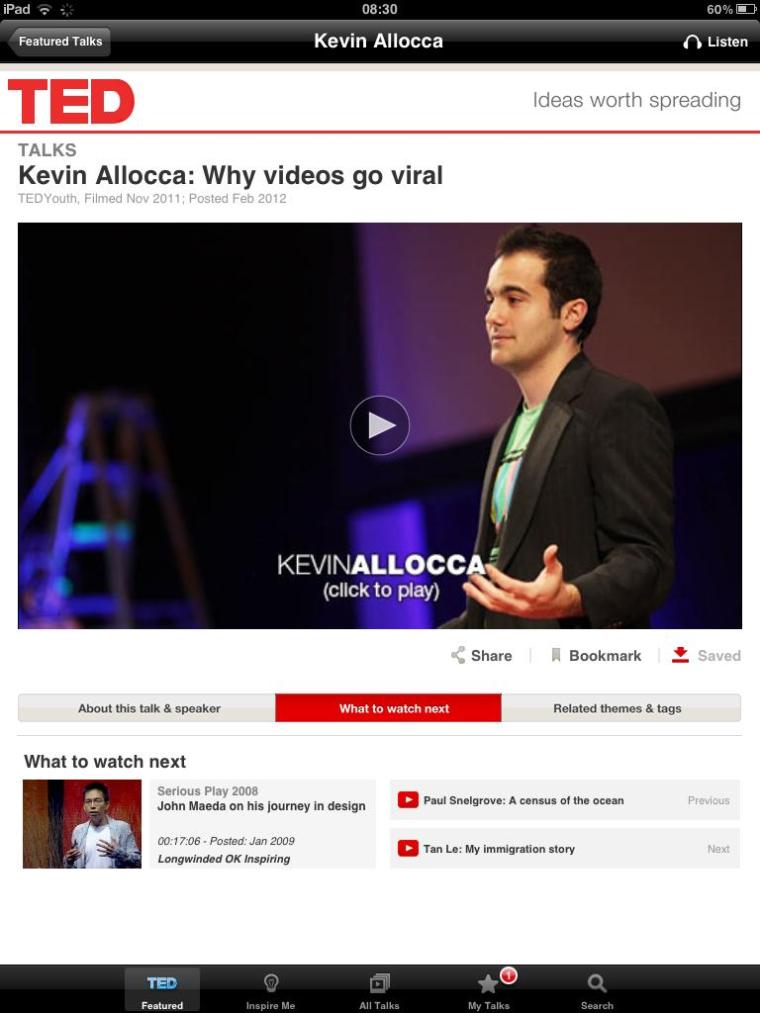 iPad 08:30 60%
Featured Talks Kevin Allocca Listen
TED Ideas worth spreading
TALKS
Kevin Allocca: Why videos go viral
TEDYouth, Filmed Nov 2011; Posted Feb 2012
KEVINALLOCCA
(click to play)
Share Bookmark Saved
About this talk & speaker What to watch next Related themes & tags
What to watch next
Serious Play 2008
John Maeda on his journey in design
00:17:06 - Posted: Jan 2009
Longwinded OK Inspiring
Paul Snelgrove: A census of the ocean Previous
Tan Le: My immigration story Next
1
TED
Featured Inspire Me All Talks My Talks Search